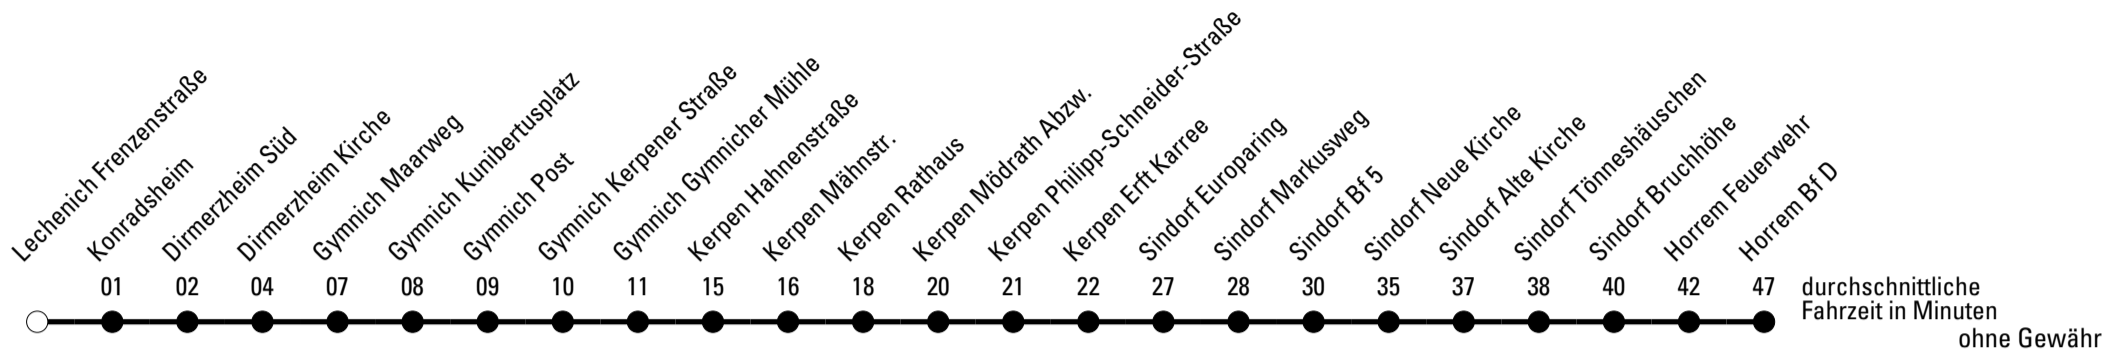 Lechenich Frenzenstraße
Konradsheim
Dirmerzheim Süd
Dirmerzheim Kirche
Gymnich Maarweg
Gymnich Kunibertusplatz
Gymnich Post
Gymnich Kerpener Straße
Gymnich Gymnicher Mühle
Kerpen Hahnenstraße
Kerpen Mähnstr.
Kerpen Rathaus
Kerpen Mödrath Abzw.
Kerpen Philipp-Schneider-Straße
Kerpen Erft Karree
Sindorf Europaring
Sindorf Markusweg
Sindorf Bf 5
Sindorf Neue Kirche
Sindorf Alte Kirche
Sindorf Tönneshäuschen
Sindorf Bruchhöhe
Horrem Feuerwehr
Horrem Bf D
01 02 04 07 08 09 10 11 15 16 18 20 21 22 27 28 30 35 37 38 40 42 47 durchschnittliche
Fahrzeit in Minuten
ohne Gewähr